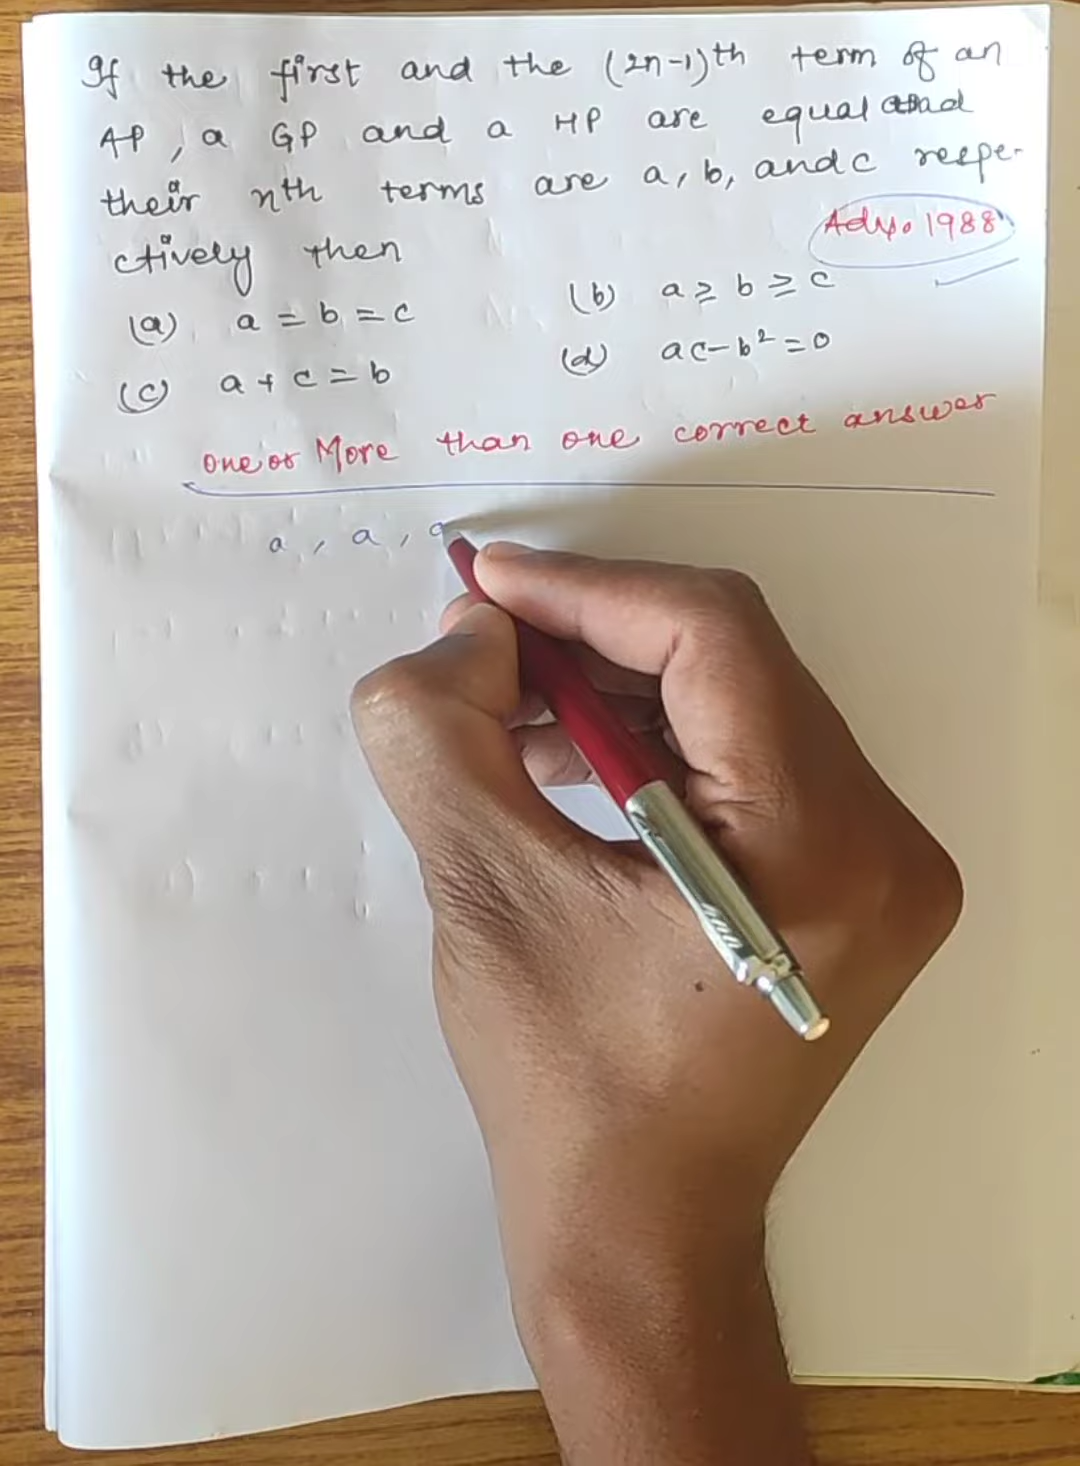 If the first and the (2n-1)th term of an
AP, a GP and a HP are equal and
their nth terms are a, b, and c respe-
ctively then
Adv. 1988
(a) a = b = c
(b) a ≥ b ≥ c
(c) a + c = b
(d) ac - b² = 0
one or More than one correct answer
a, a, a